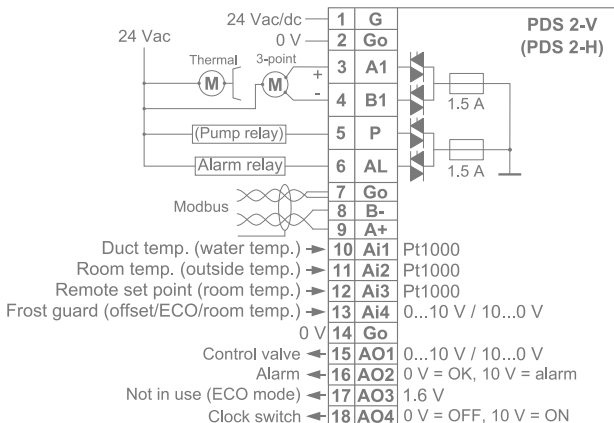 24 Vac/dc 1 G PDS 2-V
24 Vac 0 V 2 Go (PDS 2-H)
Thermal 3-point
M M + 3 A1
- 4 B1 1.5 A
(Pump relay) 5 P
Alarm relay 6 AL 1.5 A
7 Go
Modbus 8 B-
9 A+
Duct temp. (water temp.) 10 Ai1 Pt1000
Room temp. (outside temp.) 11 Ai2 Pt1000
Remote set point (room temp.) 12 Ai3 Pt1000
Frost guard (offset/ECO/room temp.) 13 Ai4 0...10 V / 10...0 V
0 V 14 Go
Control valve 15 AO1 0...10 V / 10...0 V
Alarm 16 AO2 0 V = OK, 10 V = alarm
Not in use (ECO mode) 17 AO3 1.6 V
Clock switch 18 AO4 0 V = OFF, 10 V = ON